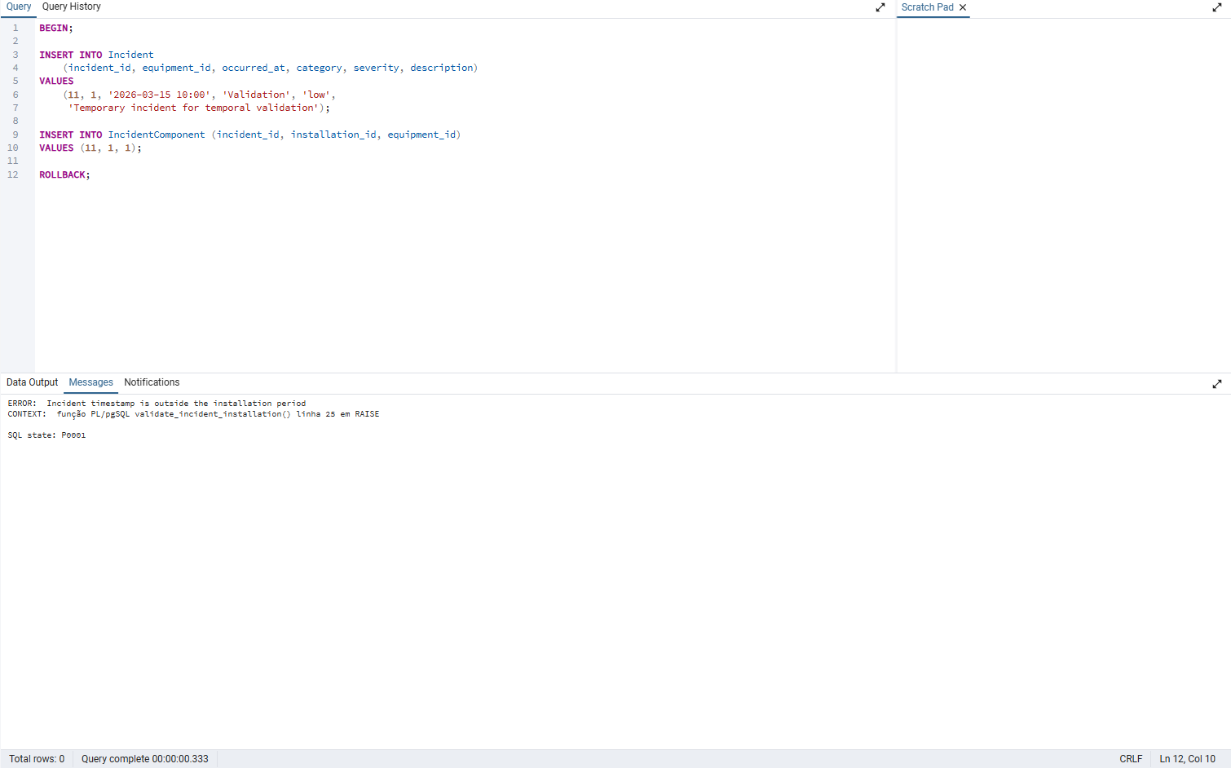 Query Query History
Scratch Pad
1 BEGIN;
2
3 INSERT INTO Incident
4 (incident_id, equipment_id, occurred_at, category, severity, description)
5 VALUES
6 (11, 1, '2026-03-15 10:00', 'Validation', 'low',
7 'Temporary incident for temporal validation');
8
9 INSERT INTO IncidentComponent (incident_id, installation_id, equipment_id)
10 VALUES (11, 1, 1);
11
12 ROLLBACK;
Data Output Messages Notifications
ERROR: Incident timestamp is outside the installation period
CONTEXT: função PL/pgSQL validate_incident_installation() linha 25 em RAISE
SQL state: P0001
Total rows: 0 Query complete 00:00:00.333 CRLF Ln 12, Col 10